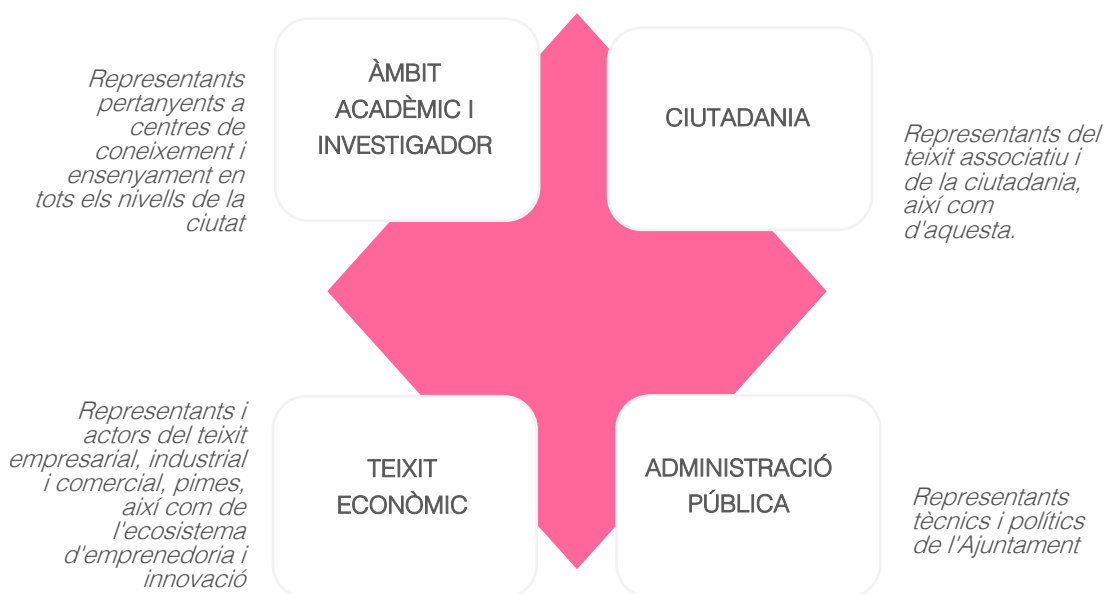 Representants
pertanyents a
centres de
coneixement i
ensenyament en
tots els nivells de la
ciutat
ÀMBIT
ACADÈMIC I
INVESTIGADOR
CIUTADANIA
Representants del
teixit associatiu i
de la ciutadania,
així com
d'aquesta.
Representants i
actors del teixit
empresarial, industrial
i comercial, pimes,
així com de
l'ecosistema
d'emprenedoria i
innovació
TEIXIT
ECONÒMIC
ADMINISTRACIÓ
PÚBLICA
Representants
tècnics i polítics
de l'Ajuntament